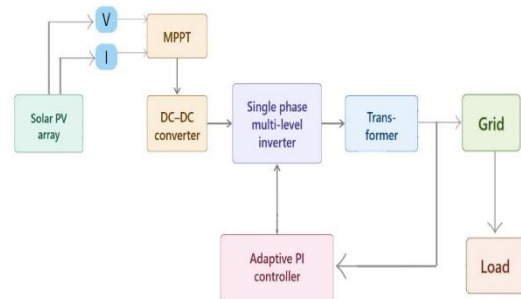 V
I
MPPT
Solar PV
array
DC–DC
converter
Single phase
multi-level
inverter
Trans-
former
Grid
Adaptive PI
controller
Load